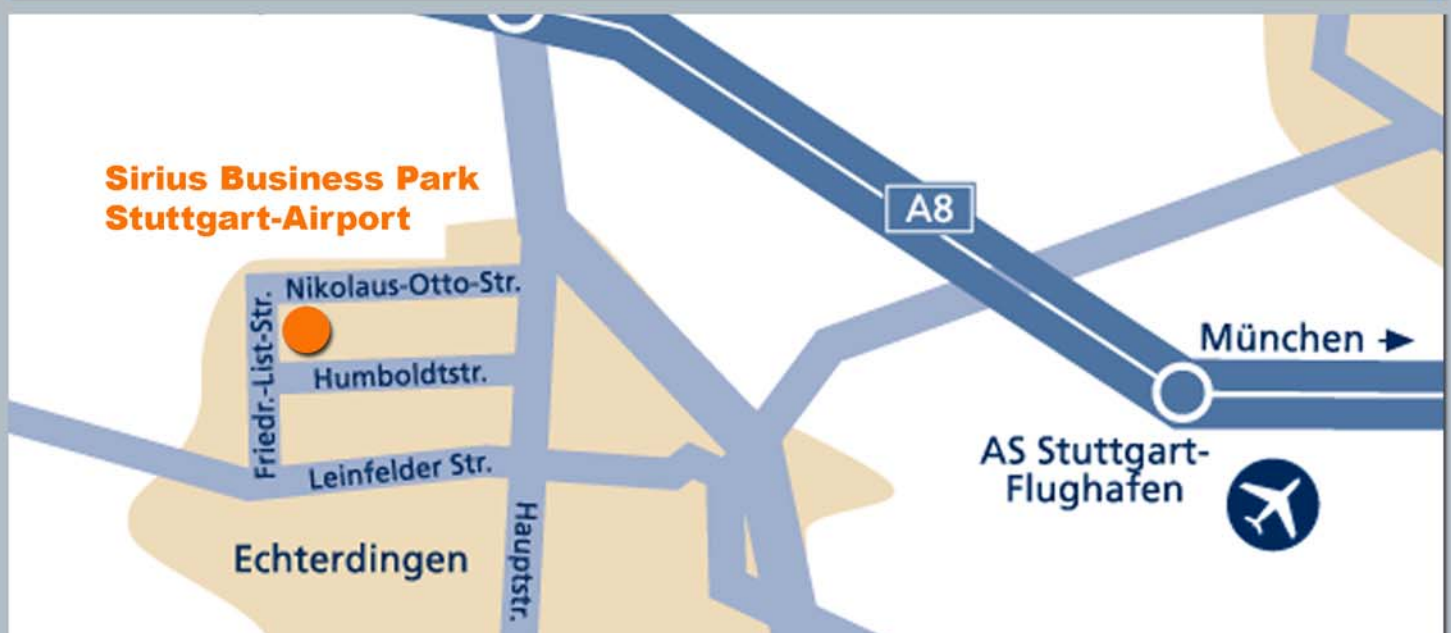 Sirius Business Park
Stuttgart-Airport
A8
Nikolaus-Otto-Str.
Friedr.-List-Str.
Humboldtstr.
München
Leinfelder Str.
AS Stuttgart-
Flughafen
Hauptstr.
Echterdingen